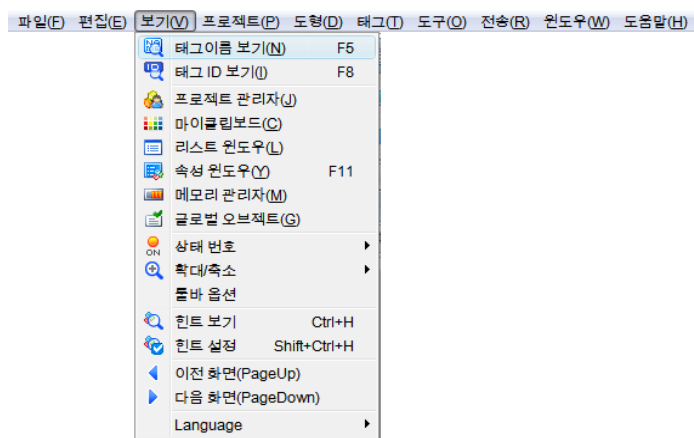 파일(F) 편집(E) 보기(V) 프로젝트(P) 도형(D) 태그(T) 도구(O) 전송(R) 윈도우(W) 도움말(H)
태그이름 보기(N) F5
태그 ID 보기(I) F8
프로젝트 관리자(J)
마이클립보드(C)
리스트 윈도우(L)
속성 윈도우(Y) F11
메모리 관리자(M)
글로벌 오브젝트(G)
ON 상태 번호
확대/축소
툴바 옵션
힌트 보기 Ctrl+H
힌트 설정 Shift+Ctrl+H
이전 화면(PageUp)
다음 화면(PageDown)
Language